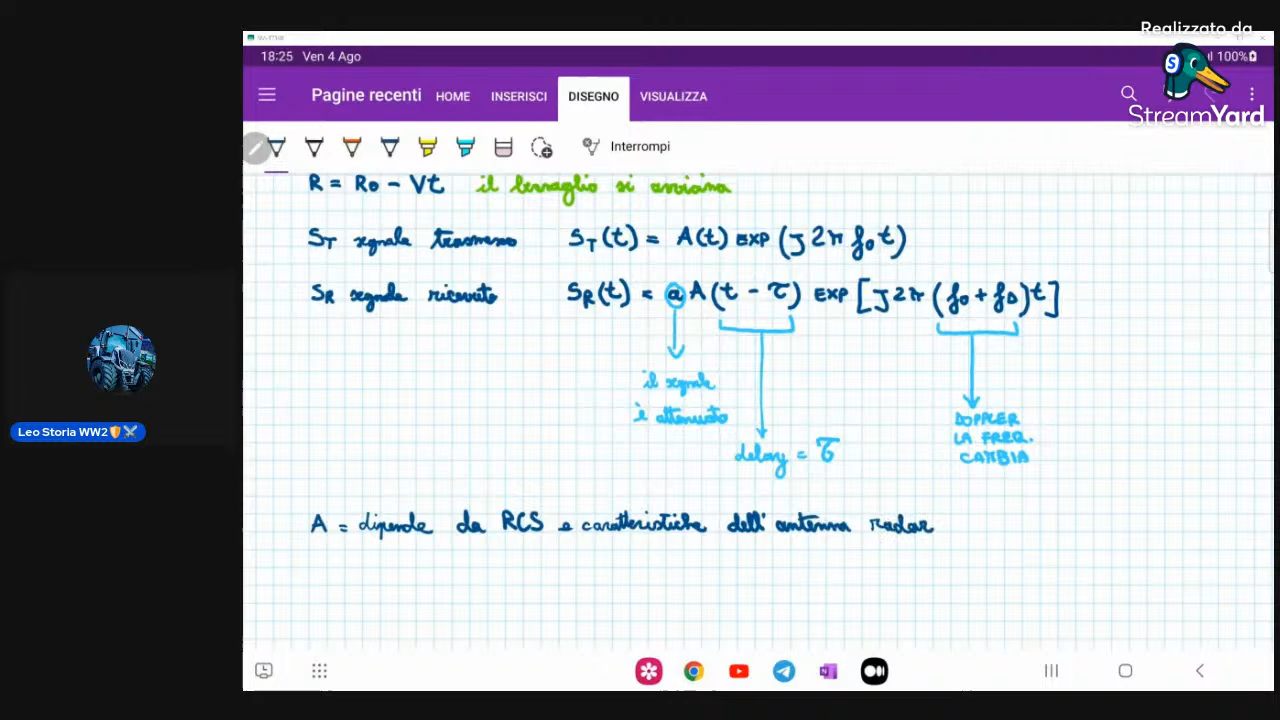 Realizzato da
StreamYard
18:25 Ven 4 Ago
100%
Pagine recenti HOME INSERISCI DISEGNO VISUALIZZA
Interrompi
R = R0 - Vt il bersaglio si avvicina
ST segnale trasmesso ST(t) = A(t) EXP (j 2π f0 t)
SR segnale ricevuto SR(t) = a A (t - τ) EXP [j 2π (f0 + fD) t]
il segnale
è attenuato
delay = τ
DOPPLER
LA FREQ.
CAMBIA
Leo Storia WW2🛡️⚔️
A = dipende da RCS e caratteristiche dell' antenna radar